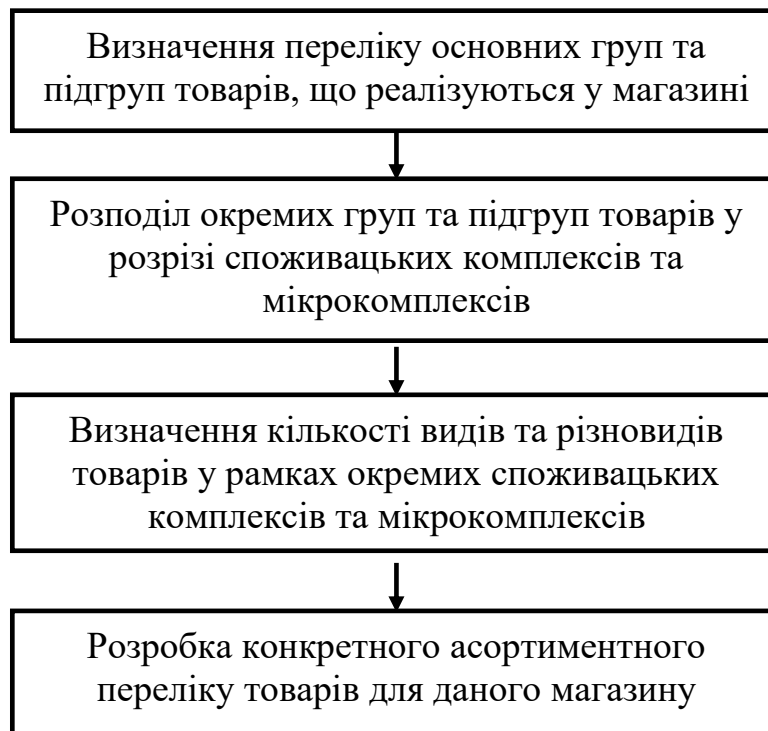 Визначення переліку основних груп та
підгруп товарів, що реалізуються у магазині
Розподіл окремих груп та підгруп товарів у
розрізі споживацьких комплексів та
мікрокомплексів
Визначення кількості видів та різновидів
товарів у рамках окремих споживацьких
комплексів та мікрокомплексів
Розробка конкретного асортиментного
переліку товарів для даного магазину